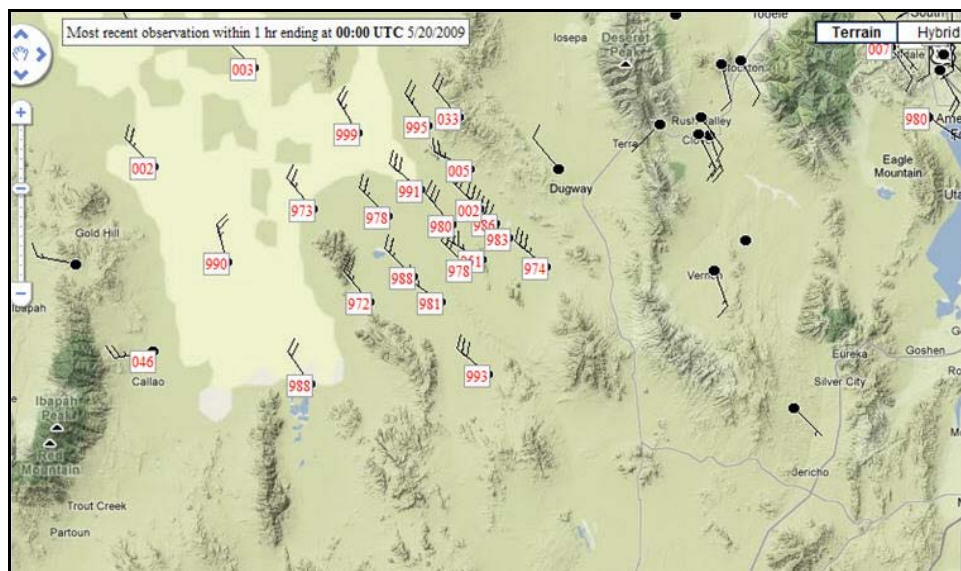 Most recent observation within 1 hr ending at 00:00 UTC 5/20/2009
Terrain
Hybrid
Iosepa
Deseret
Peak
Tooele
South
003
007
Stockton
999
995
033
Rush Valley
Clover
Terra
980
Eagle
Mountain
002
005
Dugway
991
973
978
002
980
986
983
Gold Hill
990
988
978
951
974
Vernon
Ibapah
972
981
046
Callao
988
993
Eureka
Goshen
Silver City
Ibapah
Peak
Red
Mountain
Jericho
Trout Creek
Partoun